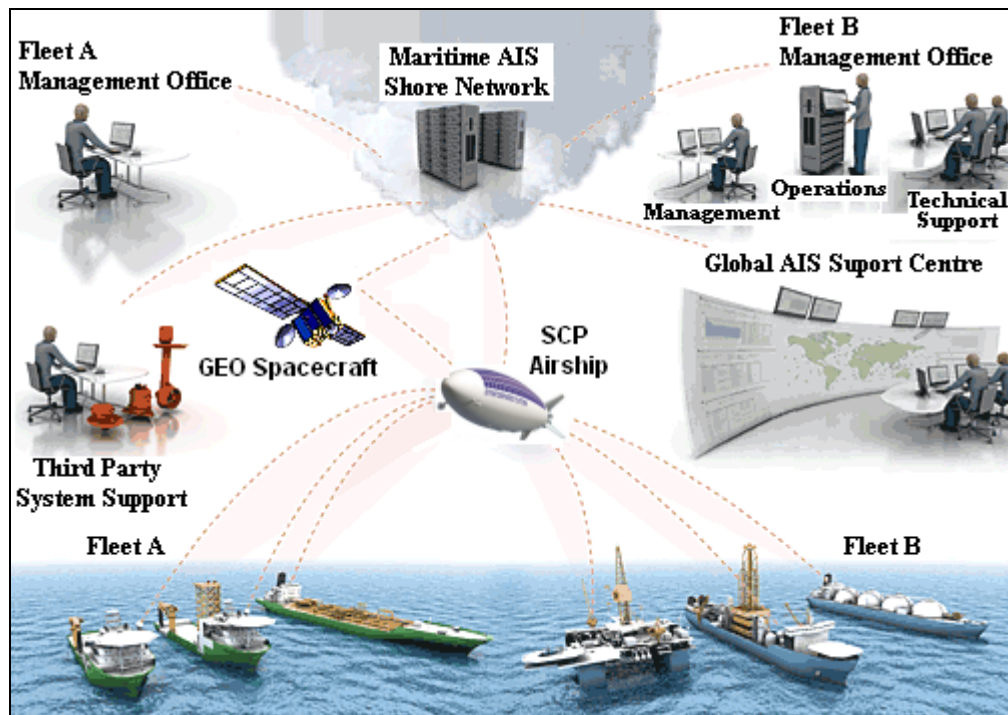 Fleet A
Management Office
Maritime AIS
Shore Network
Fleet B
Management Office
Management
Operations
Technical
Support
Global AIS Suport Centre
GEO Spacecraft
SCP
Airship
Third Party
System Support
Fleet A
Fleet B